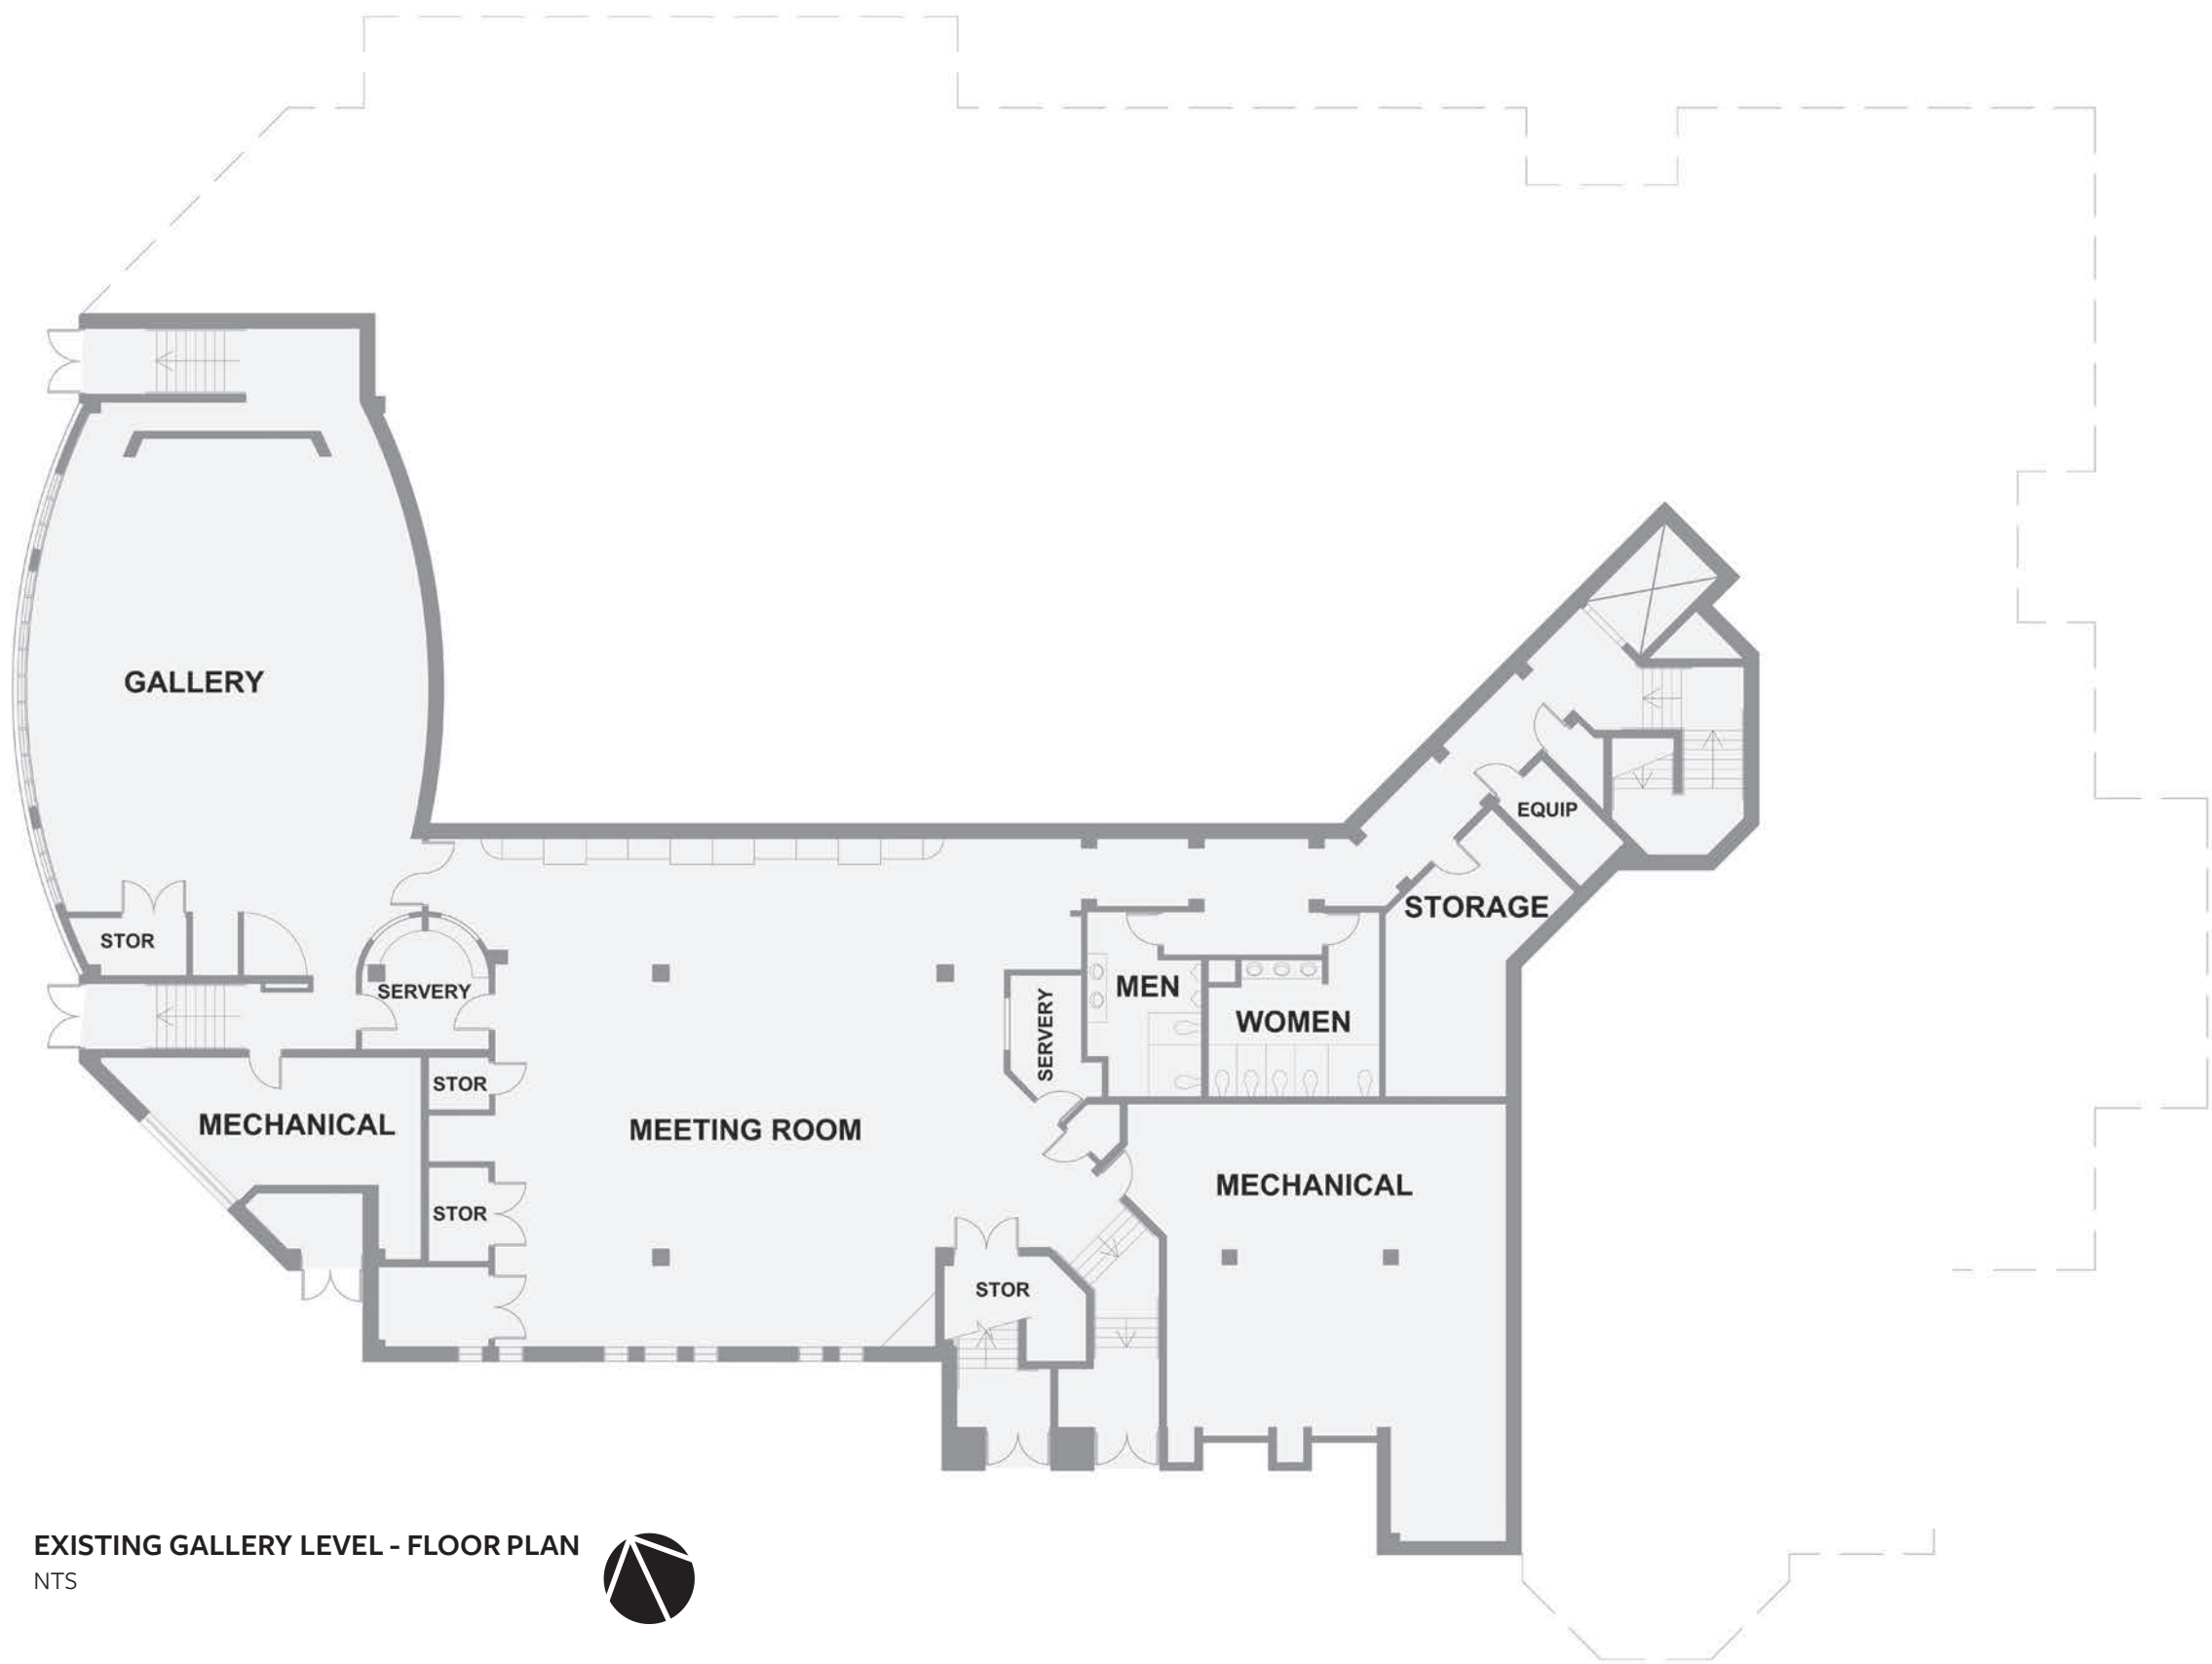 GALLERY
EQUIP
STORAGE
STOR
SERVERY
MEN
SERVERY
WOMEN
STOR
MECHANICAL
MEETING ROOM
MECHANICAL
STOR
STOR
EXISTING GALLERY LEVEL - FLOOR PLAN
NTS